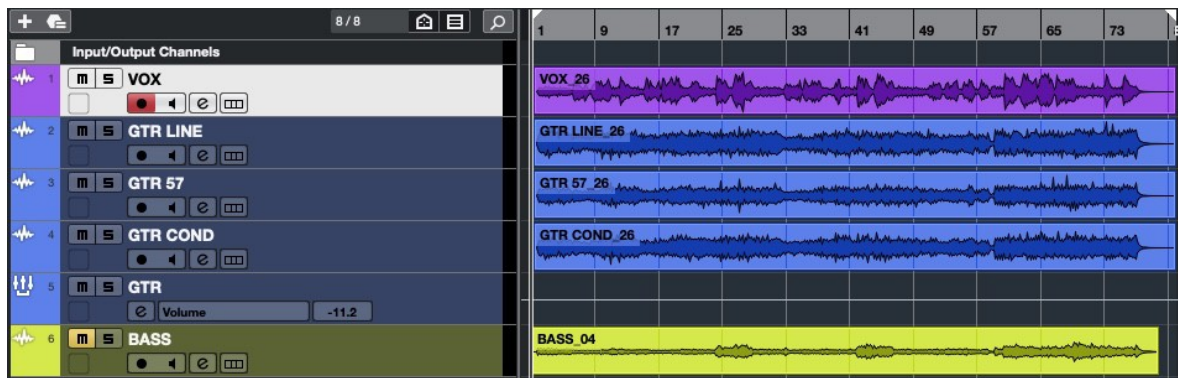 8 / 8
1 9 17 25 33 41 49 57 65 73
Input/Output Channels
1 m S VOX
e
VOX_26
2 m S GTR LINE
e
GTR LINE_26
3 m S GTR 57
e
GTR 57_26
4 m S GTR COND
e
GTR COND_26
5 m S GTR
e Volume -11.2
6 m S BASS
e
BASS_04